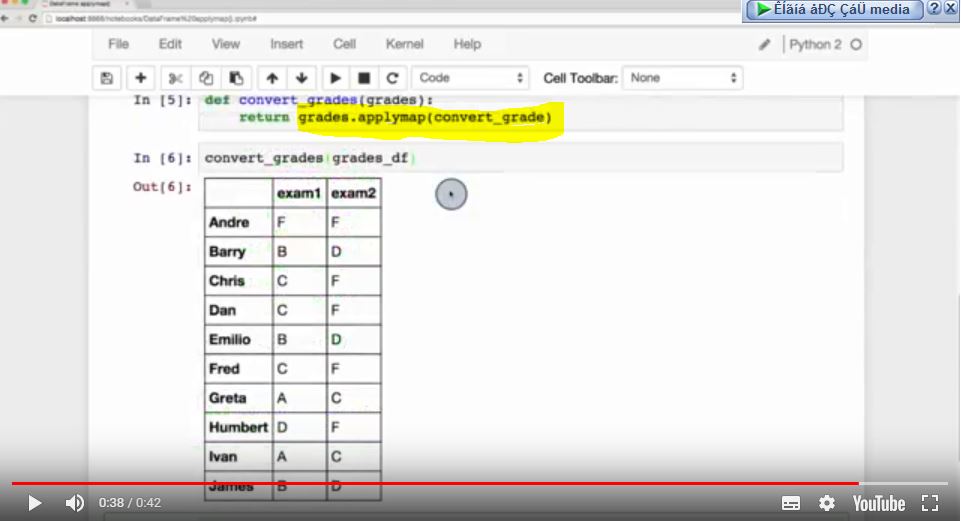 DataFrame applymap()
ÊÍãíá åÐÇ ÇáÜ media
? X
localhost:8888/notebooks/DataFrame%20applymap().ipynb#
File Edit View Insert Cell Kernel Help
Python 2
Code Cell Toolbar: None
In [5]: def convert_grades(grades):
return grades.applymap(convert_grade)
In [6]: convert_grades(grades_df)
Out[6]:
exam1 exam2
Andre F F
Barry B D
Chris C F
Dan C F
Emilio B D
Fred C F
Greta A C
Humbert D F
Ivan A C
James B D
0:38 / 0:42
YouTube